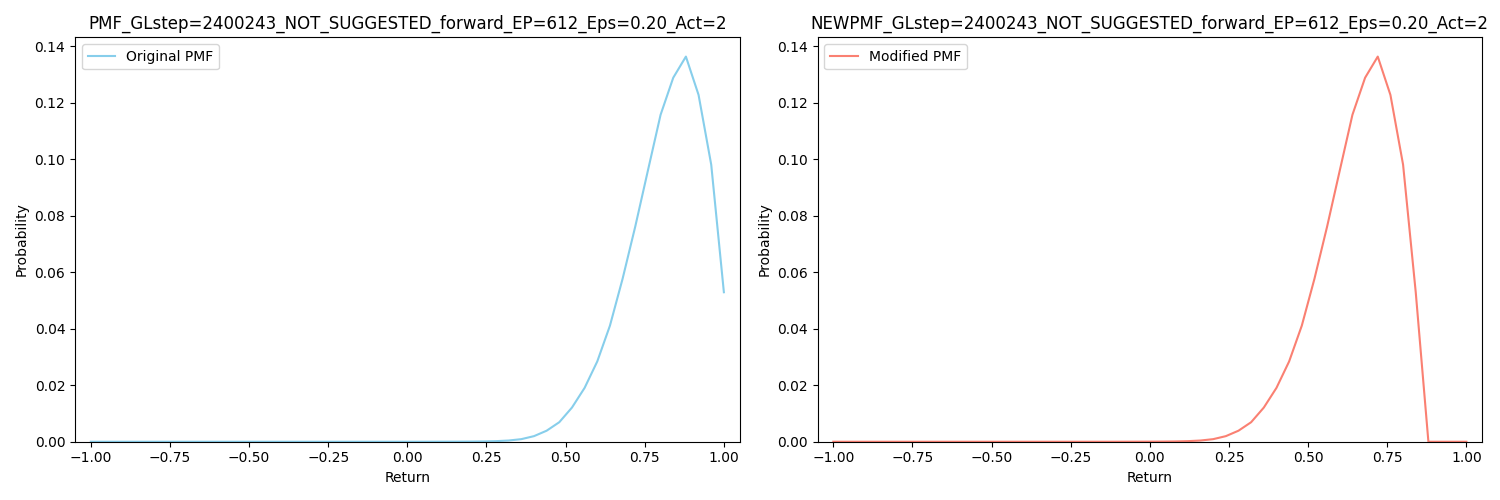 PMF_GLstep=2400243_NOT_SUGGESTED_forward_EP=612_Eps=0.20_Act=2
Original PMF
Probability
0.14
0.12
0.10
0.08
0.06
0.04
0.02
0.00
−1.00 −0.75 −0.50 −0.25 0.00 0.25 0.50 0.75 1.00
Return
NEWPMF_GLstep=2400243_NOT_SUGGESTED_forward_EP=612_Eps=0.20_Act=2
Modified PMF
Probability
0.14
0.12
0.10
0.08
0.06
0.04
0.02
0.00
−1.00 −0.75 −0.50 −0.25 0.00 0.25 0.50 0.75 1.00
Return